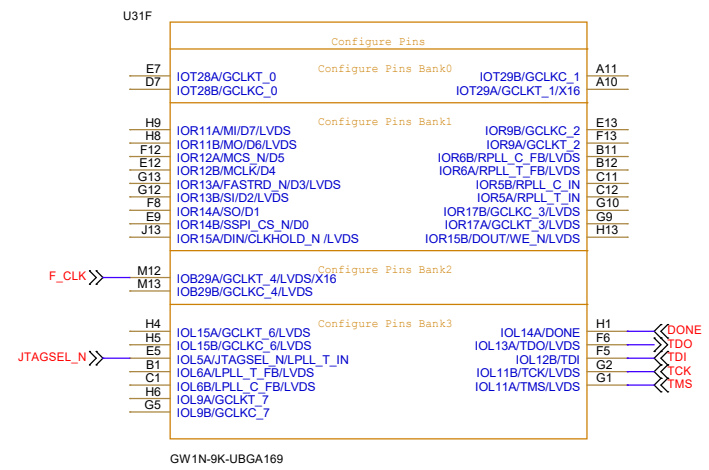 U31F
Configure Pins
Configure Pins Bank0
E7 IOT28A/GCLKT_0 IOT29B/GCLKC_1 A11
D7 IOT28B/GCLKC_0 IOT29A/GCLKT_1/X16 A10
Configure Pins Bank1
H9 IOR11A/MI/D7/LVDS IOR9B/GCLKC_2 E13
H8 IOR11B/MO/D6/LVDS IOR9A/GCLKT_2 F13
F12 IOR12A/MCS_N/D5 IOR6B/RPLL_C_FB/LVDS B11
E12 IOR12B/MCLK/D4 IOR6A/RPLL_T_FB/LVDS B12
G13 IOR13A/FASTRD_N/D3/LVDS IOR5B/RPLL_C_IN C11
G12 IOR13B/SI/D2/LVDS IOR5A/RPLL_T_IN C12
F8 IOR14A/SO/D1 IOR17B/GCLKC_3/LVDS G10
E9 IOR14B/SSPI_CS_N/D0 IOR17A/GCLKT_3/LVDS G9
J13 IOR15A/DIN/CLKHOLD_N /LVDS IOR15B/DOUT/WE_N/LVDS H13
Configure Pins Bank2
F_CLK M12 IOB29A/GCLKT_4/LVDS/X16
M13 IOB29B/GCLKC_4/LVDS
Configure Pins Bank3
H4 IOL15A/GCLKT_6/LVDS IOL14A/DONE H1 DONE
H5 IOL15B/GCLKC_6/LVDS IOL13A/TDO/LVDS F6 TDO
JTAGSEL_N E5 IOL5A/JTAGSEL_N/LPLL_T_IN IOL12B/TDI F5 TDI
B1 IOL6A/LPLL_T_FB/LVDS IOL11B/TCK/LVDS G2 TCK
C1 IOL6B/LPLL_C_FB/LVDS IOL11A/TMS/LVDS G1 TMS
H6 IOL9A/GCLKT_7
G5 IOL9B/GCLKC_7
GW1N-9K-UBGA169